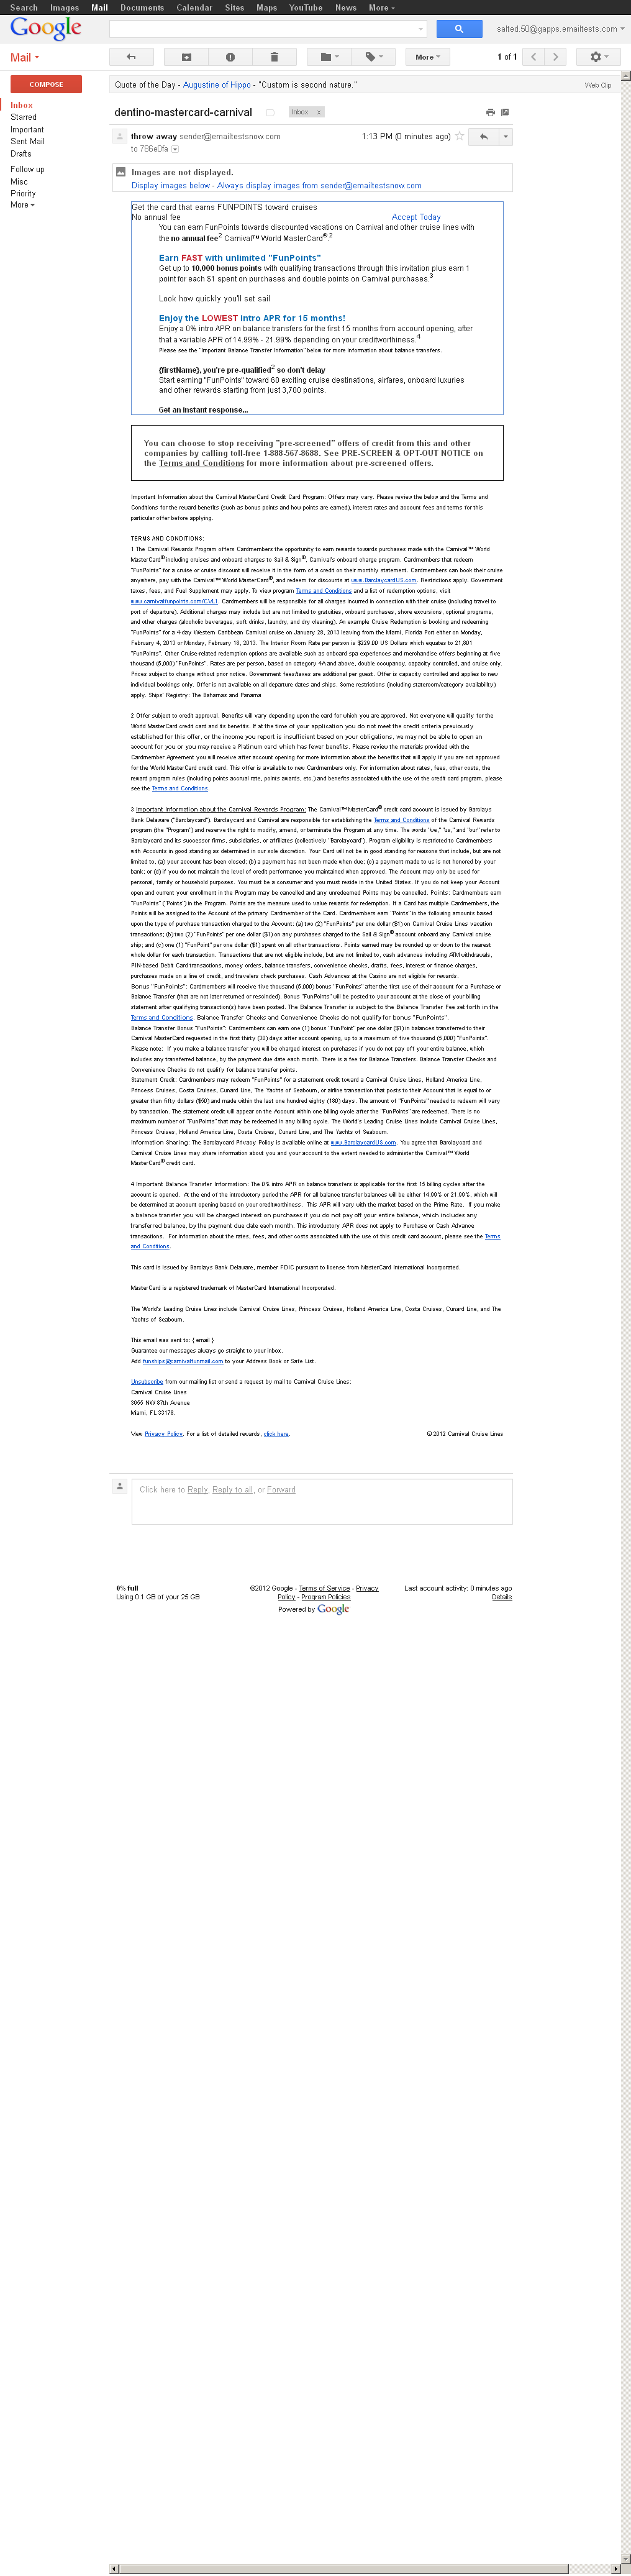 Search Images Mail Documents Calendar Sites Maps YouTube News More
Google
salted.50@gapps.emailtests.com
Mail
More
1 of 1
COMPOSE
Quote of the Day - Augustine of Hippo - "Custom is second nature."
Web Clip
Inbox
Starred
Important
Sent Mail
Drafts
Follow up
Misc
Priority
More
dentino-mastercard-carnival
Inbox x
throw away sender@emailtestsnow.com
1:13 PM (0 minutes ago)
to 786e0fa
Images are not displayed.
Display images below - Always display images from sender@emailtestsnow.com
Get the card that earns FUNPOINTS toward cruises
No annual fee
Accept Today
You can earn FunPoints towards discounted vacations on Carnival and other cruise lines with
the no annual fee2 Carnival™ World MasterCard®.2
Earn FAST with unlimited "FunPoints"
Get up to 10,000 bonus points with qualifying transactions through this invitation plus earn 1
point for each $1 spent on purchases and double points on Carnival purchases.3
Look how quickly you'll set sail
Enjoy the LOWEST intro APR for 15 months!
Enjoy a 0% intro APR on balance transfers for the first 15 months from account opening, after
that a variable APR of 14.99% - 21.99% depending on your creditworthiness.4
Please see the "Important Balance Transfer Information" below for more information about balance transfers.
{firstName}, you're pre-qualified2 so don't delay
Start earning "FunPoints" toward 60 exciting cruise destinations, airfares, onboard luxuries
and other rewards starting from just 3,700 points.
Get an instant response...
You can choose to stop receiving "pre-screened" offers of credit from this and other
companies by calling toll-free 1-888-567-8688. See PRE-SCREEN & OPT-OUT NOTICE on
the Terms and Conditions for more information about pre-screened offers.
Important Information about the Carnival MasterCard Credit Card Program: Offers may vary. Please review the below and the Terms and
Conditions for the reward benefits (such as bonus points and how points are earned), interest rates and account fees and terms for this
particular offer before applying.
TERMS AND CONDITIONS:
1 The Carnival Rewards Program offers Cardmembers the opportunity to earn rewards towards purchases made with the Carnival™ World
MasterCard® including cruises and onboard charges to Sail & Sign®, Carnival's onboard charge program. Cardmembers that redeem
"FunPoints" for a cruise or cruise discount will receive it in the form of a credit on their monthly statement. Cardmembers can book their cruise
anywhere, pay with the Carnival™ World MasterCard®, and redeem for discounts at www.BarclaycardUS.com. Restrictions apply. Government
taxes, fees, and Fuel Supplement may apply. To view program Terms and Conditions and a list of redemption options, visit
www.carnivalfunpoints.com/CVL1. Cardmembers will be responsible for all charges incurred in connection with their cruise (including travel to
port of departure). Additional charges may include but are not limited to, gratuities, onboard purchases, shore excursions, optional programs,
and other charges (alcoholic beverages, soft drinks, laundry, and dry cleaning). An example Cruise Redemption is booking and redeeming
"FunPoints" for a 4-day Western Caribbean Carnival cruise on January 28, 2013 leaving from the Miami, Florida Port either on Monday,
February 4, 2013 or Monday, February 18, 2013. The Interior Room Rate per person is $229.00 US Dollars which equates to 21,801
"FunPoints". Other Cruise-related redemption options are available such as onboard spa experiences and merchandise offers beginning at five
thousand (5,000) "FunPoints". Rates are per person, based on category 4A and above, double occupancy, capacity controlled, and cruise only.
Prices subject to change without prior notice. Government fees/taxes are additional per guest. Offer is capacity controlled and applies to new
individual bookings only. Offer is not available on all departure dates and ships. Some restrictions (including stateroom/category availability)
apply. Ships' Registry: The Bahamas and Panama
2 Offer subject to credit approval. Benefits will vary depending upon the card for which you are approved. Not everyone will qualify for the
World MasterCard credit card and its benefits. If at the time of your application you do not meet the credit criteria previously
established for this offer, or the income you report is insufficient based on your obligations, we may not be able to open an
account for you or you may receive a Platinum card which has fewer benefits. Please review the materials provided with the
Cardmember Agreement you will receive after account opening for more information about the benefits that will apply if you are not approved
for the World MasterCard credit card. This offer is available to new Cardmembers only. For information about rates, fees, other costs, the
reward program rules (including points accrual rate, points awards, etc.) and benefits associated with the use of the credit card program, please
see the Terms and Conditions.
3 Important Information about the Carnival Rewards Program: The Carnival™ MasterCard® credit card account is issued by Barclays
Bank Delaware ("Barclaycard"). Barclaycard and Carnival are responsible for establishing the Terms and Conditions of the Carnival Rewards
program (the "Program") and reserve the right to modify, amend, or terminate the Program at any time. The words "we," "us," and "our" refer to
Barclaycard and its successor firms, subsidiaries, or affiliates (collectively "Barclaycard"). Program eligibility is restricted to Cardmembers
with Accounts in good standing as determined in our sole discretion. Your Card will not be in good standing for reasons that include, but are not
limited to, (a) your account has been closed; (b) a payment has not been made when due; (c) a payment made to us is not honored by your
bank; or (d) if you do not maintain the level of credit performance you maintained when approved. The Account may only be used for
personal, family or household purposes. You must be a consumer and you must reside in the United States. If you do not keep your Account
open and current your enrollment in the Program may be cancelled and any unredeemed Points may be cancelled. Points: Cardmembers earn
"FunPoints" ("Points") in the Program. Points are the measure used to value rewards for redemption. If a Card has multiple Cardmembers, the
Points will be assigned to the Account of the primary Cardmember of the Card. Cardmembers earn "Points" in the following amounts based
upon the type of purchase transaction charged to the Account: (a) two (2) "FunPoints" per one dollar ($1) on Carnival Cruise Lines vacation
transactions; (b) two (2) "FunPoints" per one dollar ($1) on any purchases charged to the Sail & Sign® account onboard any Carnival cruise
ship; and (c) one (1) "FunPoint" per one dollar ($1) spent on all other transactions. Points earned may be rounded up or down to the nearest
whole dollar for each transaction. Transactions that are not eligible include, but are not limited to, cash advances including ATM withdrawals,
PIN-based Debit Card transactions, money orders, balance transfers, convenience checks, drafts, fees, interest or finance charges,
purchases made on a line of credit, and travelers check purchases. Cash Advances at the Casino are not eligible for rewards.
Bonus "FunPoints": Cardmembers will receive five thousand (5,000) bonus "FunPoints" after the first use of their account for a Purchase or
Balance Transfer (that are not later returned or rescinded). Bonus "FunPoints" will be posted to your account at the close of your billing
statement after qualifying transaction(s) have been posted. The Balance Transfer is subject to the Balance Transfer Fee set forth in the
Terms and Conditions. Balance Transfer Checks and Convenience Checks do not qualify for bonus "FunPoints".
Balance Transfer Bonus "FunPoints": Cardmembers can earn one (1) bonus "FunPoint" per one dollar ($1) in balances transferred to their
Carnival MasterCard requested in the first thirty (30) days after account opening, up to a maximum of five thousand (5,000) "FunPoints".
Please note: If you make a balance transfer you will be charged interest on purchases if you do not pay off your entire balance, which
includes any transferred balance, by the payment due date each month. There is a fee for Balance Transfers. Balance Transfer Checks and
Convenience Checks do not qualify for balance transfer points.
Statement Credit: Cardmembers may redeem "FunPoints" for a statement credit toward a Carnival Cruise Lines, Holland America Line,
Princess Cruises, Costa Cruises, Cunard Line, The Yachts of Seabourn, or airline transaction that posts to their Account that is equal to or
greater than fifty dollars ($50) and made within the last one hundred eighty (180) days. The amount of "FunPoints" needed to redeem will vary
by transaction. The statement credit will appear on the Account within one billing cycle after the "FunPoints" are redeemed. There is no
maximum number of "FunPoints" that may be redeemed in any billing cycle. The World's Leading Cruise Lines include Carnival Cruise Lines,
Princess Cruises, Holland America Line, Costa Cruises, Cunard Line, and The Yachts of Seabourn.
Information Sharing: The Barclaycard Privacy Policy is available online at www.BarclaycardUS.com. You agree that Barclaycard and
Carnival Cruise Lines may share information about you and your account to the extent needed to administer the Carnival™ World
MasterCard® credit card.
4 Important Balance Transfer Information: The 0% intro APR on balance transfers is applicable for the first 15 billing cycles after the
account is opened. At the end of the introductory period the APR for all balance transfer balances will be either 14.99% or 21.99%, which will
be determined at account opening based on your creditworthiness. This APR will vary with the market based on the Prime Rate. If you make
a balance transfer you will be charged interest on purchases if you do not pay off your entire balance, which includes any
transferred balance, by the payment due date each month. This introductory APR does not apply to Purchase or Cash Advance
transactions. For information about the rates, fees, and other costs associated with the use of this credit card account, please see the Terms
and Conditions.
This card is issued by Barclays Bank Delaware, member FDIC pursuant to license from MasterCard International Incorporated.
MasterCard is a registered trademark of MasterCard International Incorporated.
The World's Leading Cruise Lines include Carnival Cruise Lines, Princess Cruises, Holland America Line, Costa Cruises, Cunard Line, and The
Yachts of Seabourn.
This email was sent to: { email }
Guarantee our messages always go straight to your inbox.
Add funships@carnivalfunmail.com to your Address Book or Safe List.
Unsubscribe from our mailing list or send a request by mail to Carnival Cruise Lines:
Carnival Cruise Lines
3655 NW 87th Avenue
Miami, FL 33178.
View Privacy Policy. For a list of detailed rewards, click here.
© 2012 Carnival Cruise Lines
Click here to Reply, Reply to all, or Forward
0% full
Using 0.1 GB of your 25 GB
©2012 Google - Terms of Service - Privacy
Policy - Program Policies
Powered by Google
Last account activity: 0 minutes ago
Details